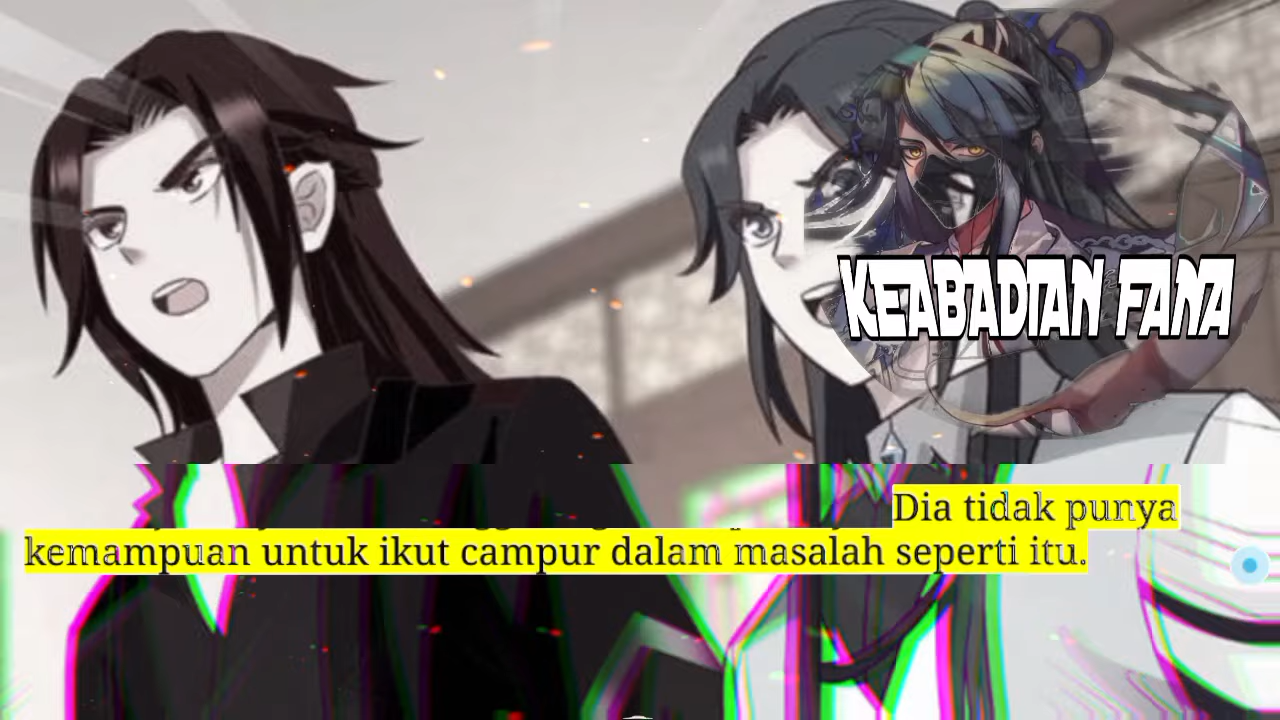 KEABADIAN FANA
Dia tidak punya
kemampuan untuk ikut campur dalam masalah seperti itu.